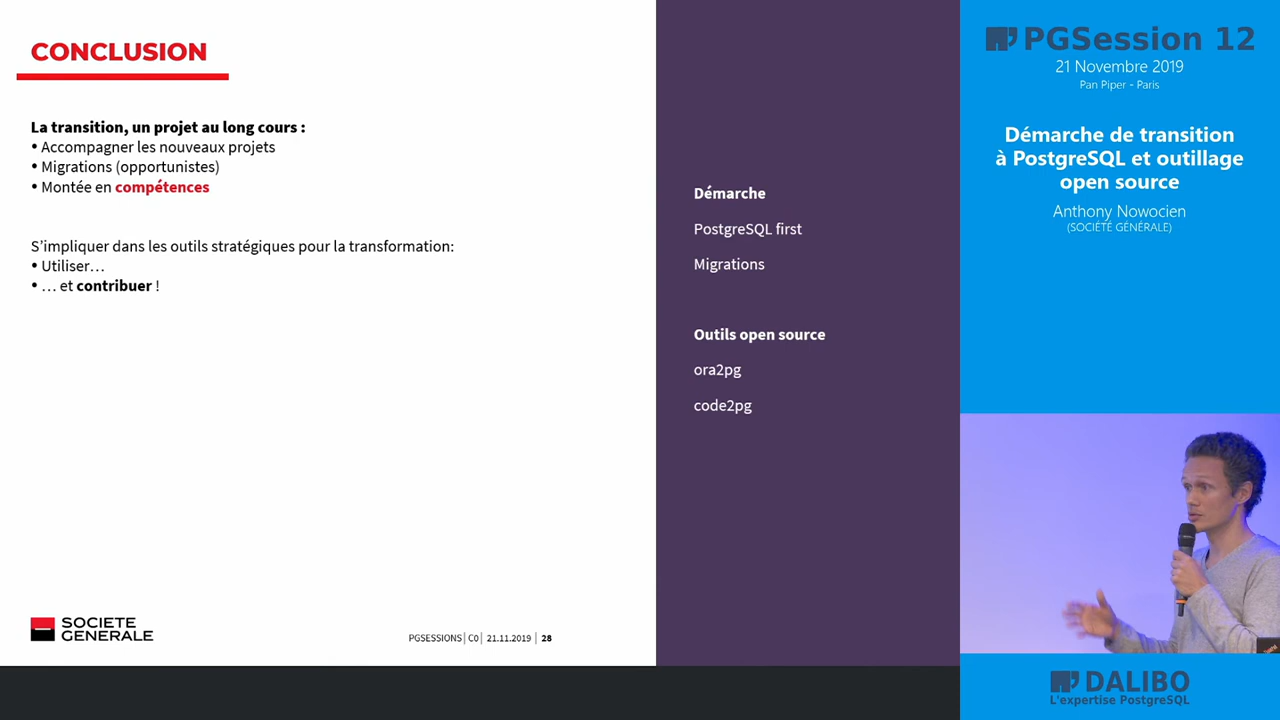 CONCLUSION
La transition, un projet au long cours :
• Accompagner les nouveaux projets
• Migrations (opportunistes)
• Montée en compétences
S’impliquer dans les outils stratégiques pour la transformation:
• Utiliser…
• … et contribuer !
SOCIETE
GENERALE
PGSESSIONS | C0 | 21.11.2019 | 28
Démarche
PostgreSQL first
Migrations
Outils open source
ora2pg
code2pg
PGSession 12
21 Novembre 2019
Pan Piper - Paris
Démarche de transition
à PostgreSQL et outillage
open source
Anthony Nowocien
(SOCIÉTÉ GÉNÉRALE)
DALIBO
L'expertise PostgreSQL